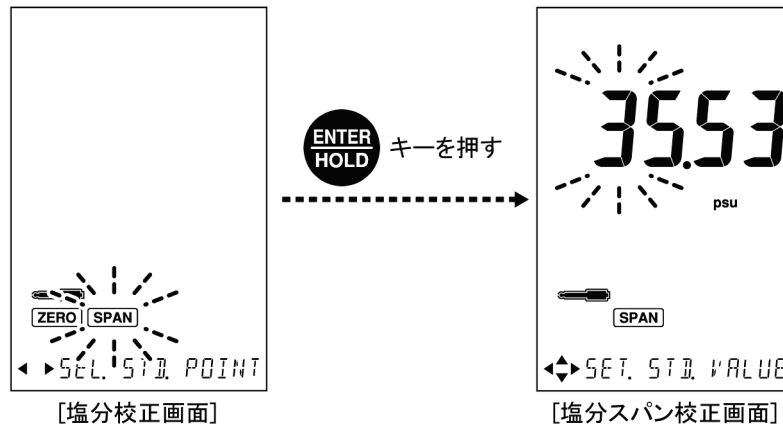 ENTER
HOLD
キーを押す
35.53
psu
ZERO SPAN
SEL. STD. POINT
[塩分校正画面]
SPAN
SET. STD. VALUE
[塩分スパン校正画面]